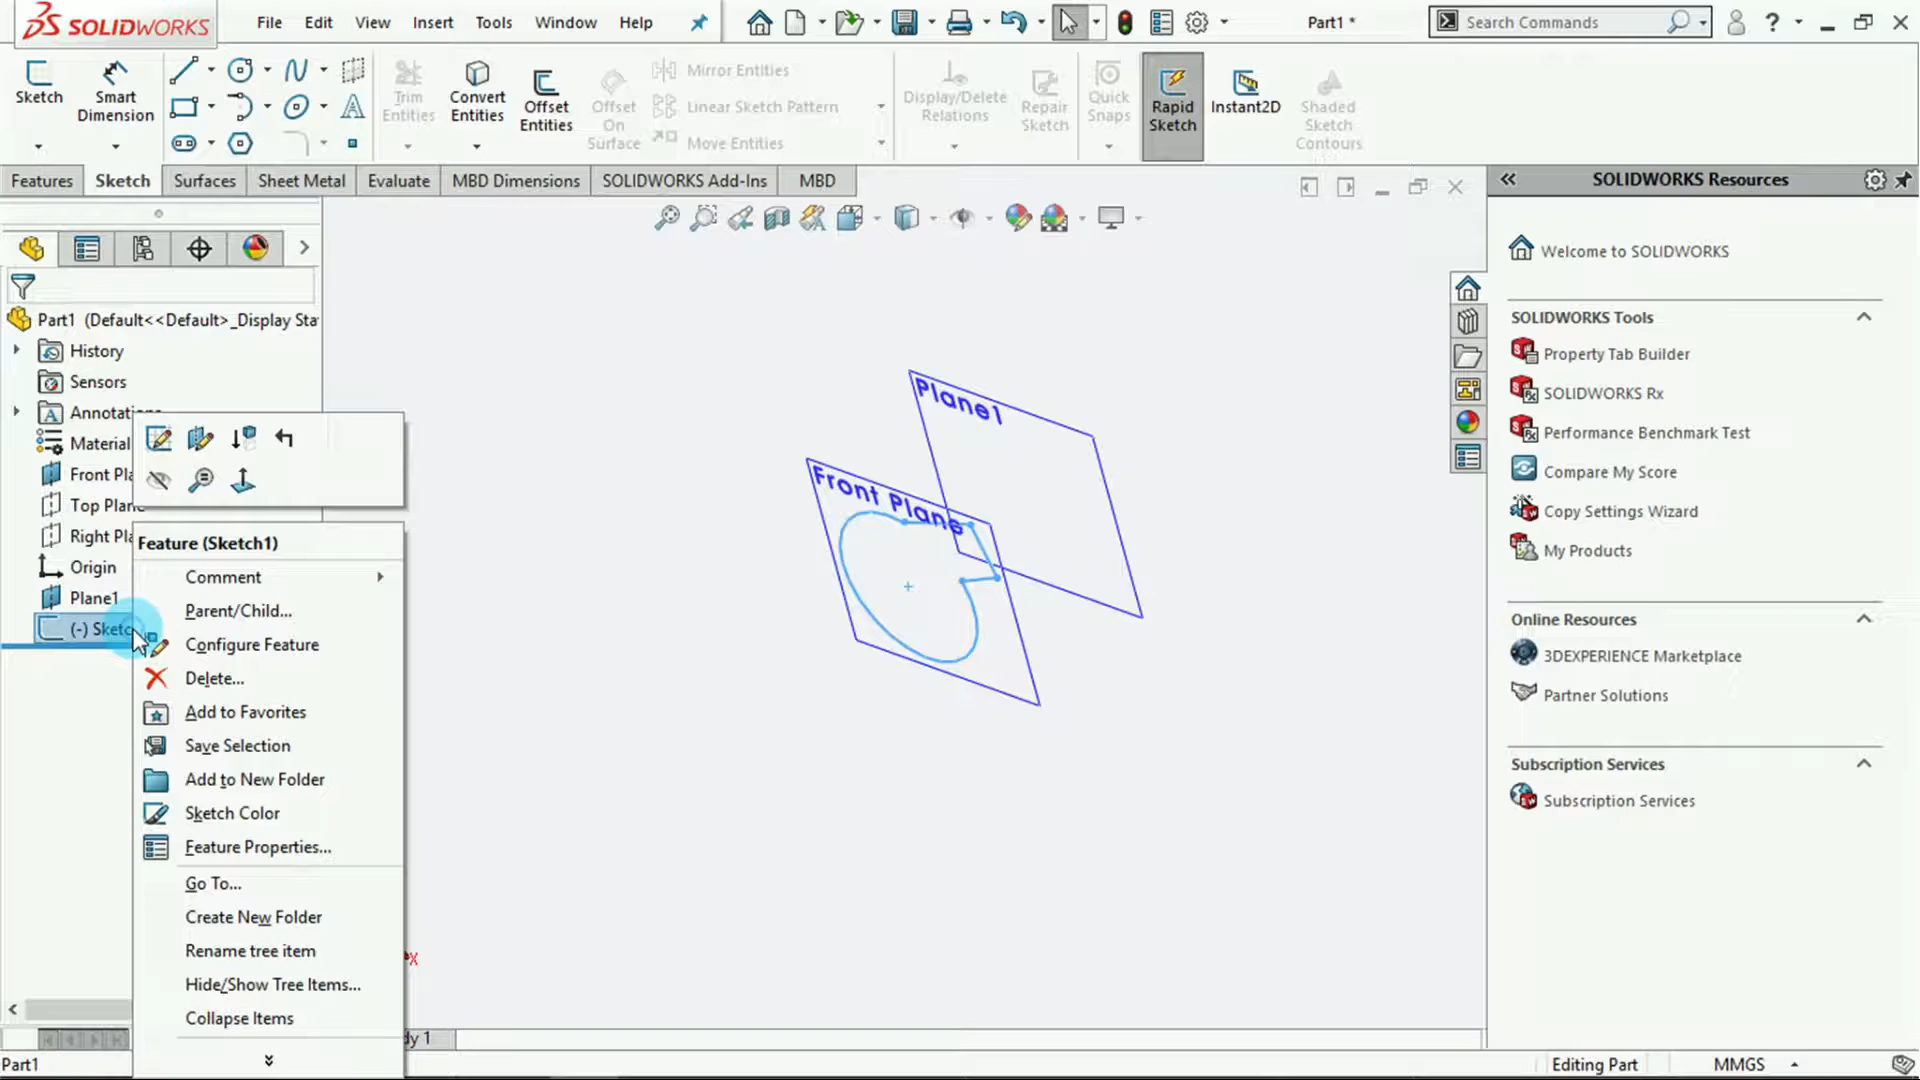 SOLIDWORKS
File
Edit
View
Insert
Tools
Window
Help
Part1 *
Search Commands
Sketch
Smart
Dimension
Trim
Entities
Convert
Entities
Offset
Entities
Offset
On
Surface
Mirror Entities
Linear Sketch Pattern
Move Entities
Display/Delete
Relations
Repair
Sketch
Quick
Snaps
Rapid
Sketch
Instant2D
Shaded
Sketch
Contours
Features
Sketch
Surfaces
Sheet Metal
Evaluate
MBD Dimensions
SOLIDWORKS Add-Ins
MBD
SOLIDWORKS Resources
Part1 (Default<<Default>_Display Sta
History
Sensors
Annotations
Material
Front Pla
Top Plane
Right Pla
Origin
Plane1
(-) Sketc
Feature (Sketch1)
Comment
Parent/Child...
Configure Feature
Delete...
Add to Favorites
Save Selection
Add to New Folder
Sketch Color
Feature Properties...
Go To...
Create New Folder
Rename tree item
Hide/Show Tree Items...
Collapse Items
Plane1
Front Plane
x
dy 1
Welcome to SOLIDWORKS
SOLIDWORKS Tools
Property Tab Builder
SOLIDWORKS Rx
Performance Benchmark Test
Compare My Score
Copy Settings Wizard
My Products
Online Resources
3DEXPERIENCE Marketplace
Partner Solutions
Subscription Services
Subscription Services
Part1
Editing Part
MMGS